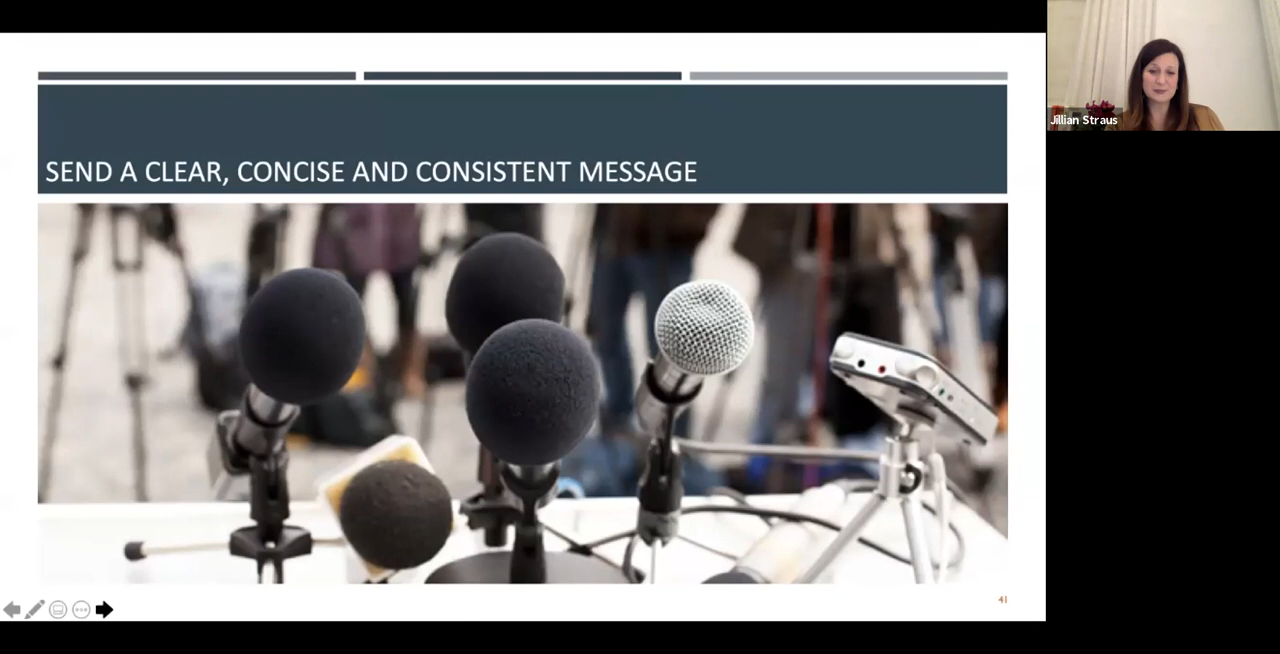 SEND A CLEAR, CONCISE AND CONSISTENT MESSAGE
Jillian Straus
41